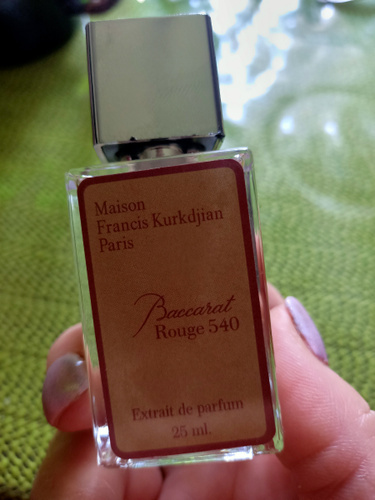 Maison
Francis Kurkdjian
Paris
Baccarat
Rouge 540
Extrait de parfum
25 ml.